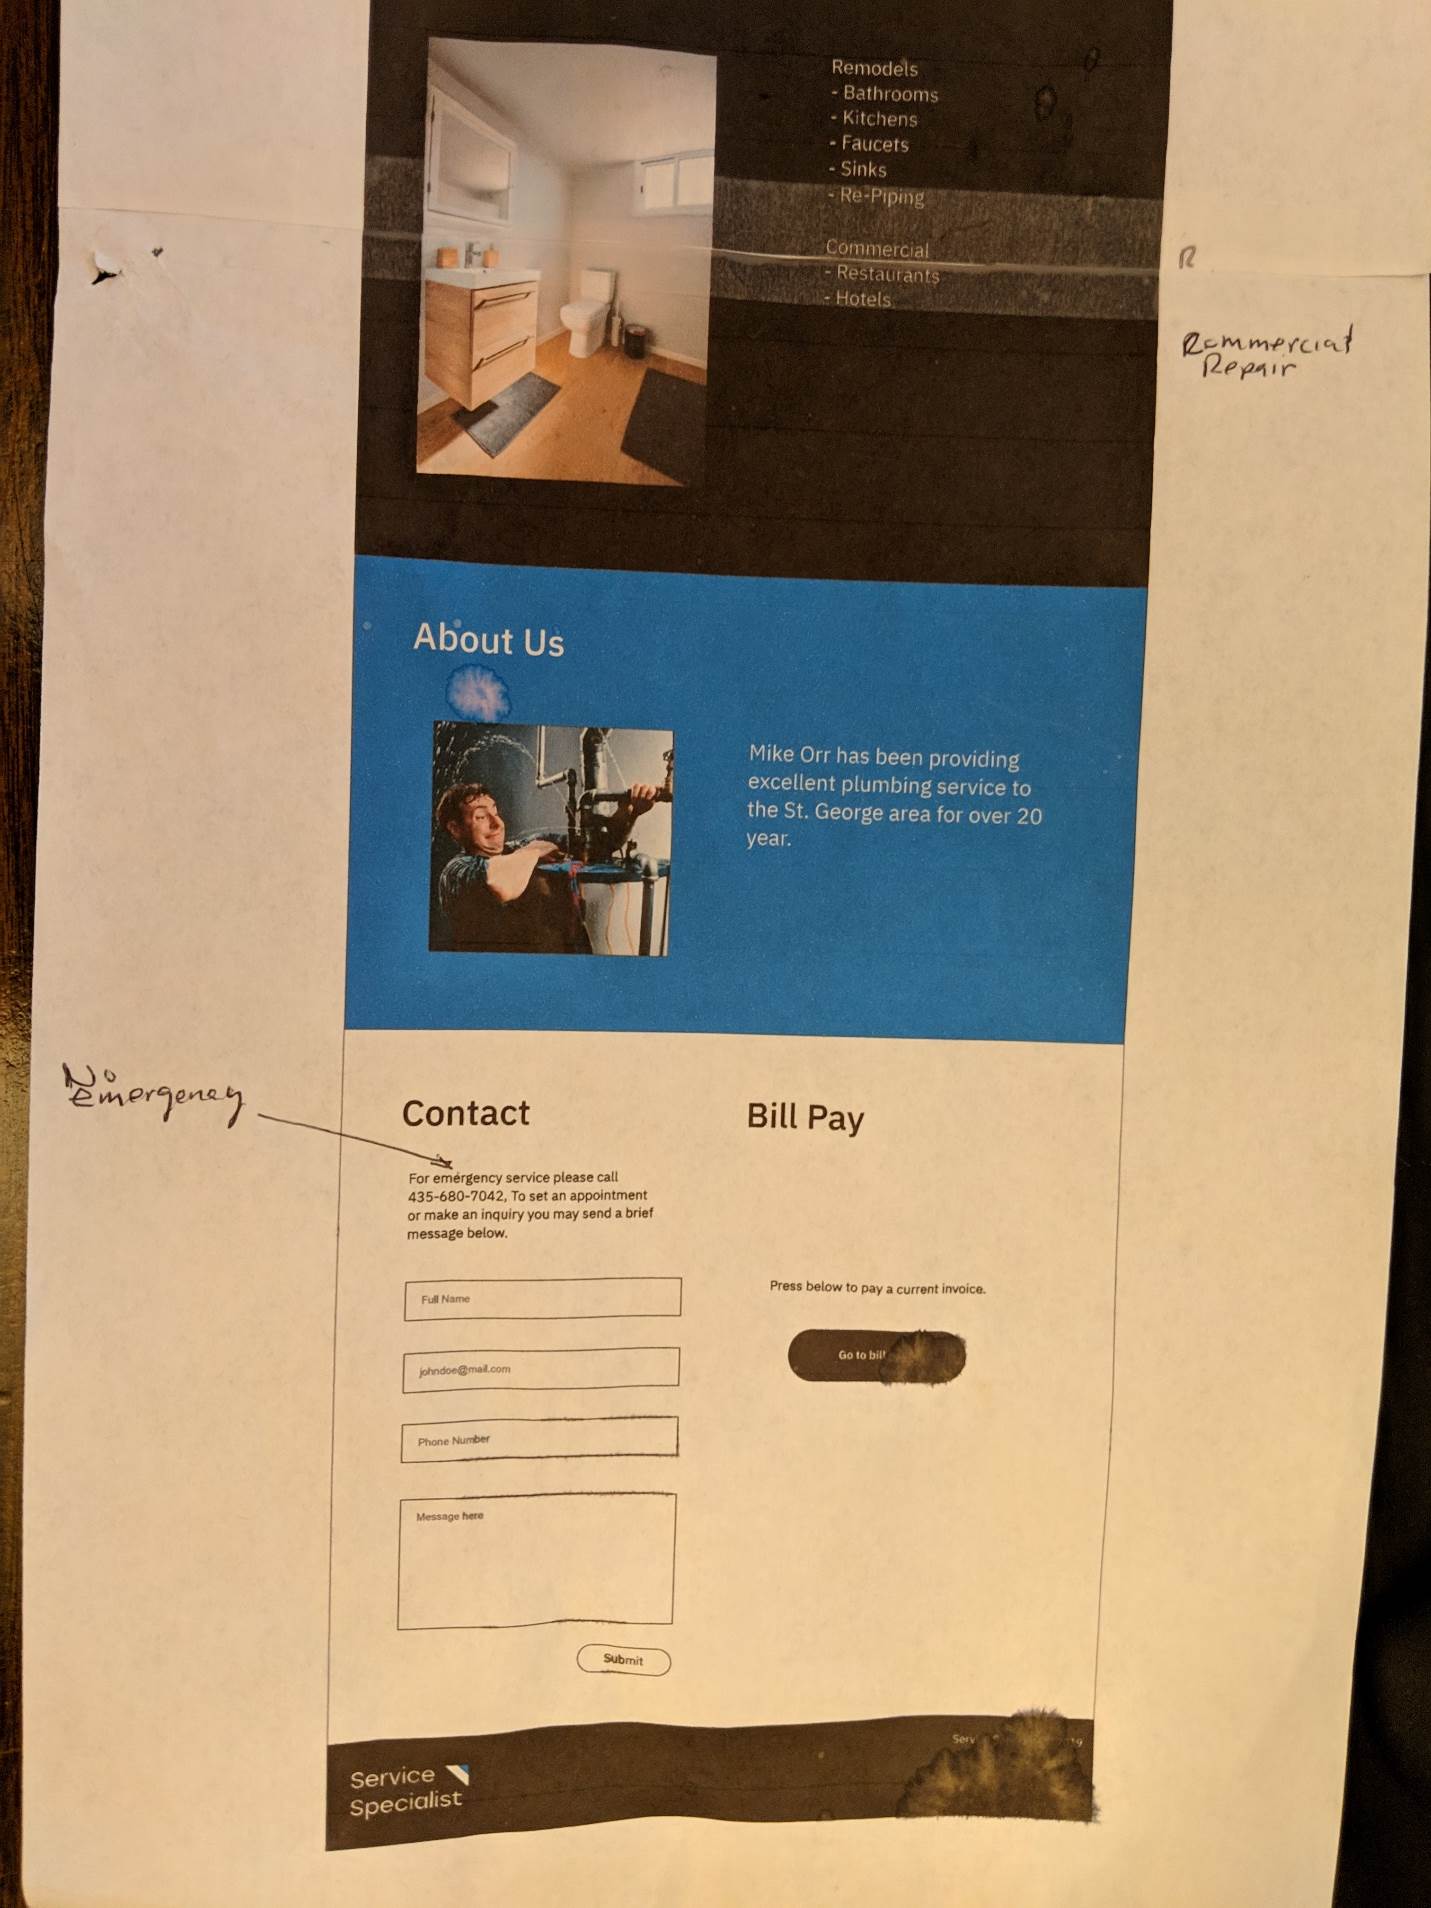 Remodels
- Bathrooms
- Kitchens
- Faucets
- Sinks
- Re-Piping
Commercial
- Restaurants
- Hotels
R
Rommercial
Repair
About Us
Mike Orr has been providing
excellent plumbing service to
the St. George area for over 20
year.
No
emergency
Contact
For emergency service please call
435-680-7042, To set an appointment
or make an inquiry you may send a brief
message below.
Full Name
johndoe@mail.com
Phone Number
Message here
Submit
Bill Pay
Press below to pay a current invoice.
Go to bill
Service
Specialist